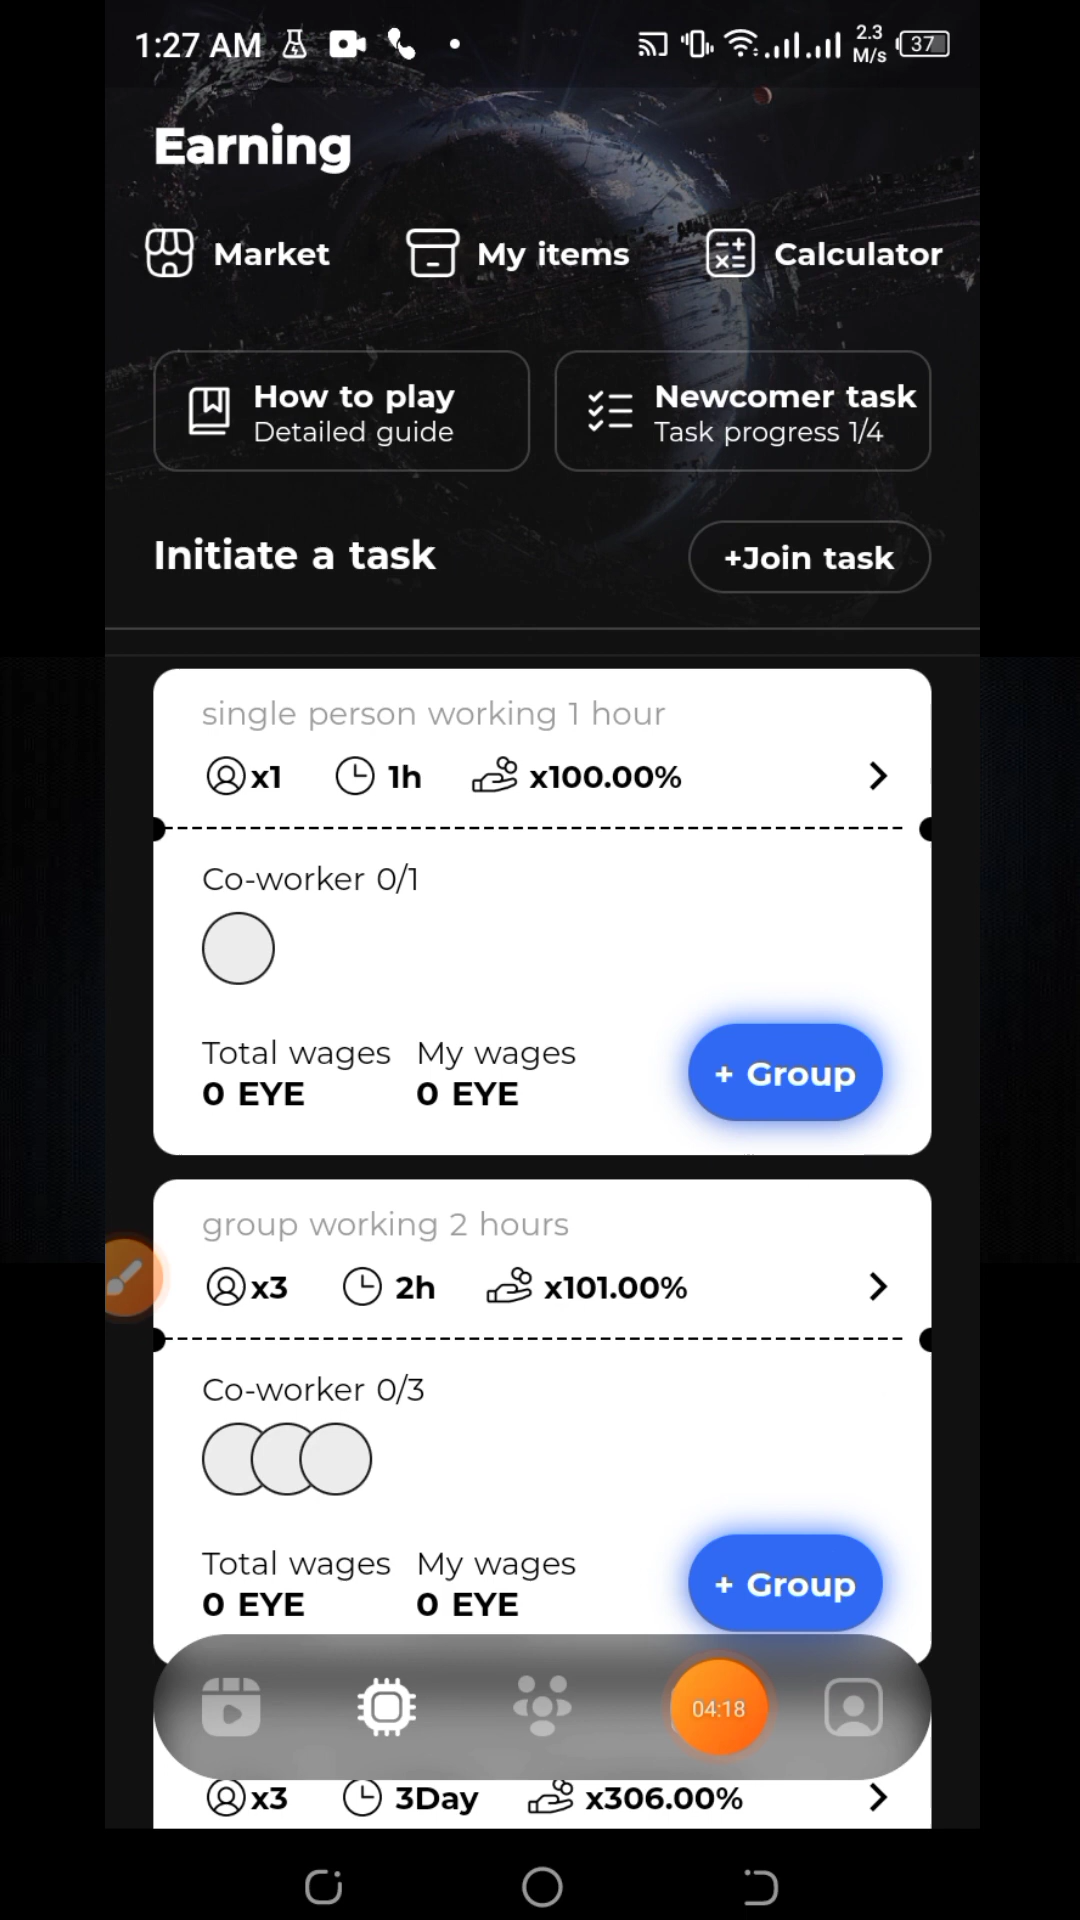 1:27 AM
2.3
M/s
37
Earning
Market
My items
Calculator
How to play
Detailed guide
Newcomer task
Task progress 1/4
Initiate a task
+Join task
single person working 1 hour
x1 1h x100.00%
Co-worker 0/1
Total wages My wages
0 EYE 0 EYE
+ Group
group working 2 hours
x3 2h x101.00%
Co-worker 0/3
Total wages My wages
0 EYE 0 EYE
+ Group
04:18
x3 3Day x306.00%